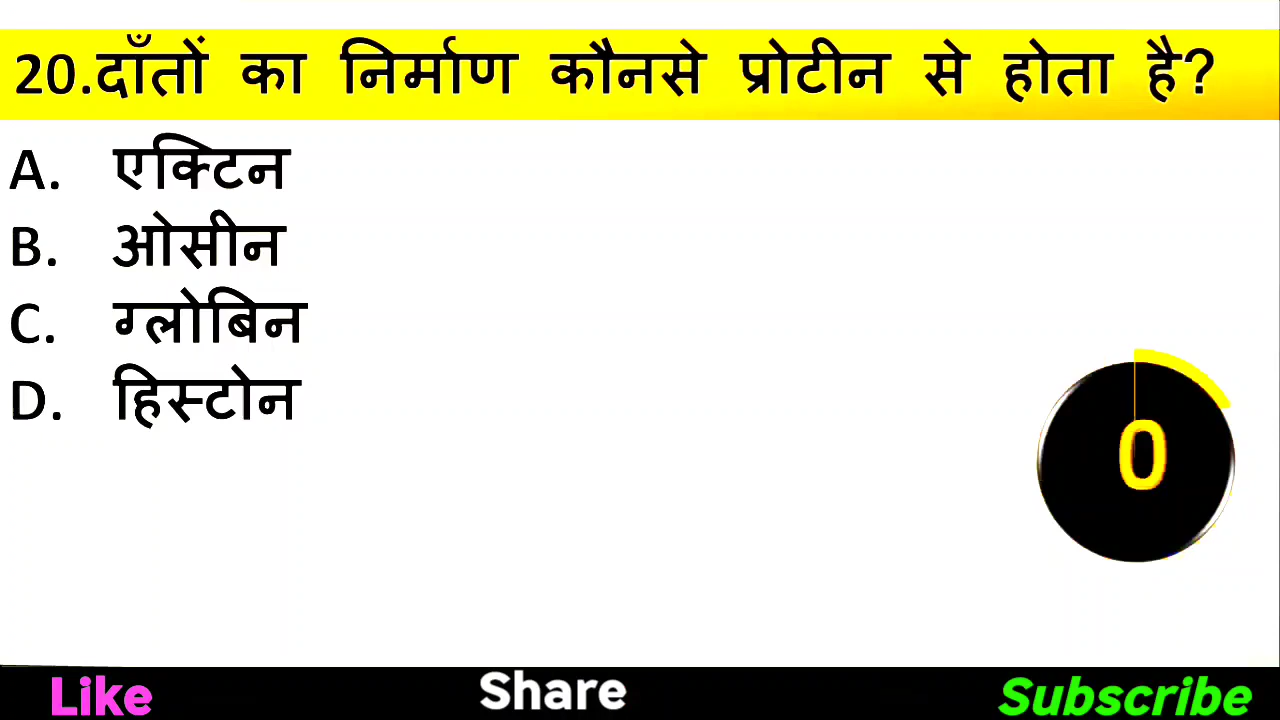 20.दाँतों का निर्माण कौनसे प्रोटीन से होता है?
A. एक्टिन
B. ओसीन
C. ग्लोबिन
D. हिस्टोन
0
Like Share Subscribe